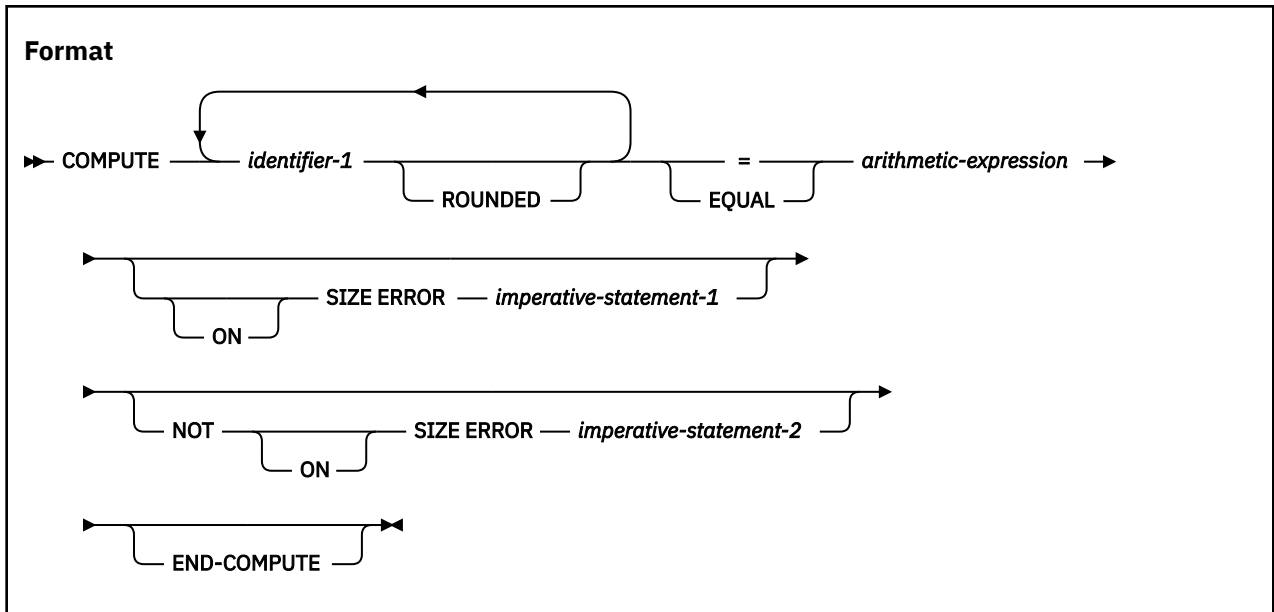 Format
COMPUTE identifier-1 = arithmetic-expression
ROUNDED EQUAL
SIZE ERROR imperative-statement-1
ON
NOT SIZE ERROR imperative-statement-2
ON
END-COMPUTE